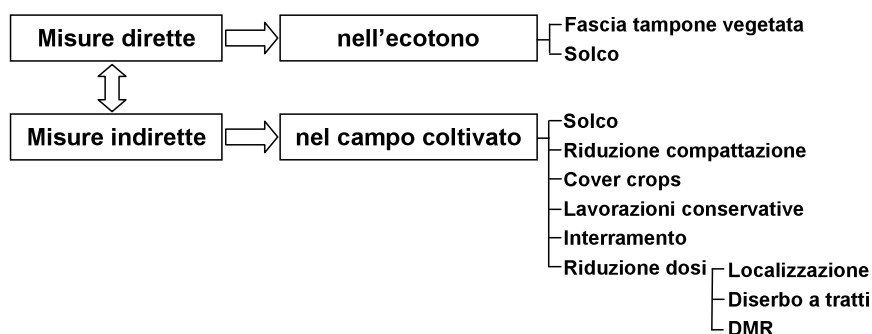 Misure dirette
nell'ecotono
Fascia tampone vegetata
Solco
Misure indirette
nel campo coltivato
Solco
Riduzione compattazione
Cover crops
Lavorazioni conservative
Interramento
Riduzione dosi
Localizzazione
Diserbo a tratti
DMR